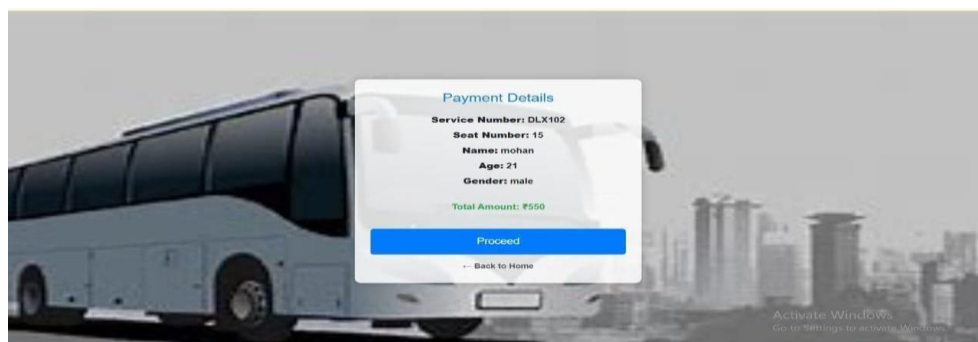 Payment Details
Service Number: DLX102
Seat Number: 15
Name: mohan
Age: 21
Gender: male
Total Amount: ₹550
Proceed
← Back to Home
Activate Windows
Go to Settings to activate Windows.